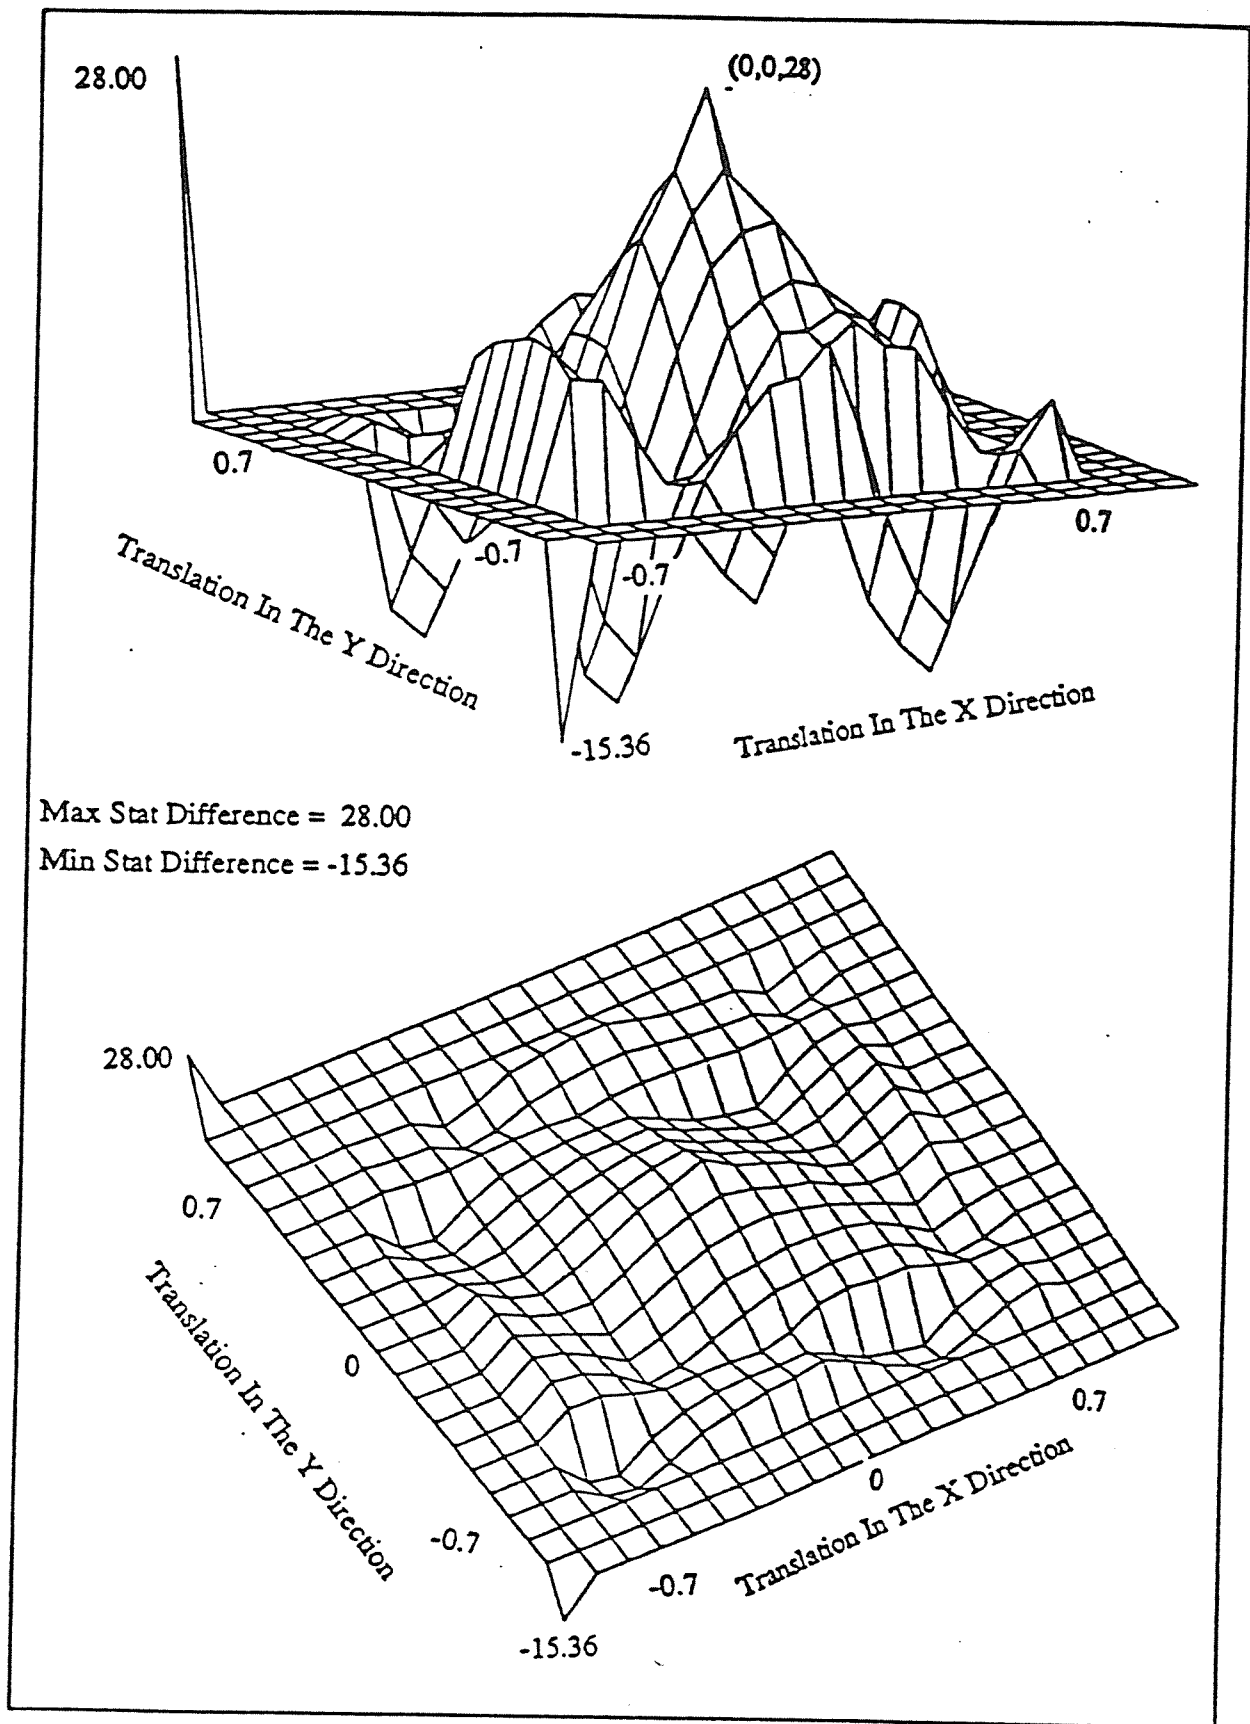 28.00
(0,0,28)
0.7
-0.7
-0.7
0.7
Translation In The Y Direction
Translation In The X Direction
-15.36
Max Stat Difference = 28.00
Min Stat Difference = -15.36
28.00
0.7
0
-0.7
Translation In The Y Direction
0.7
0
-0.7
Translation In The X Direction
-15.36